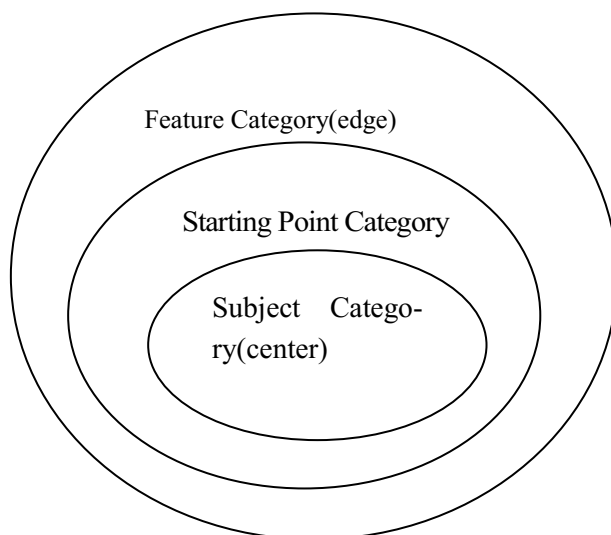 Feature Category(edge)
Starting Point Category
Subject Catego-
ry(center)